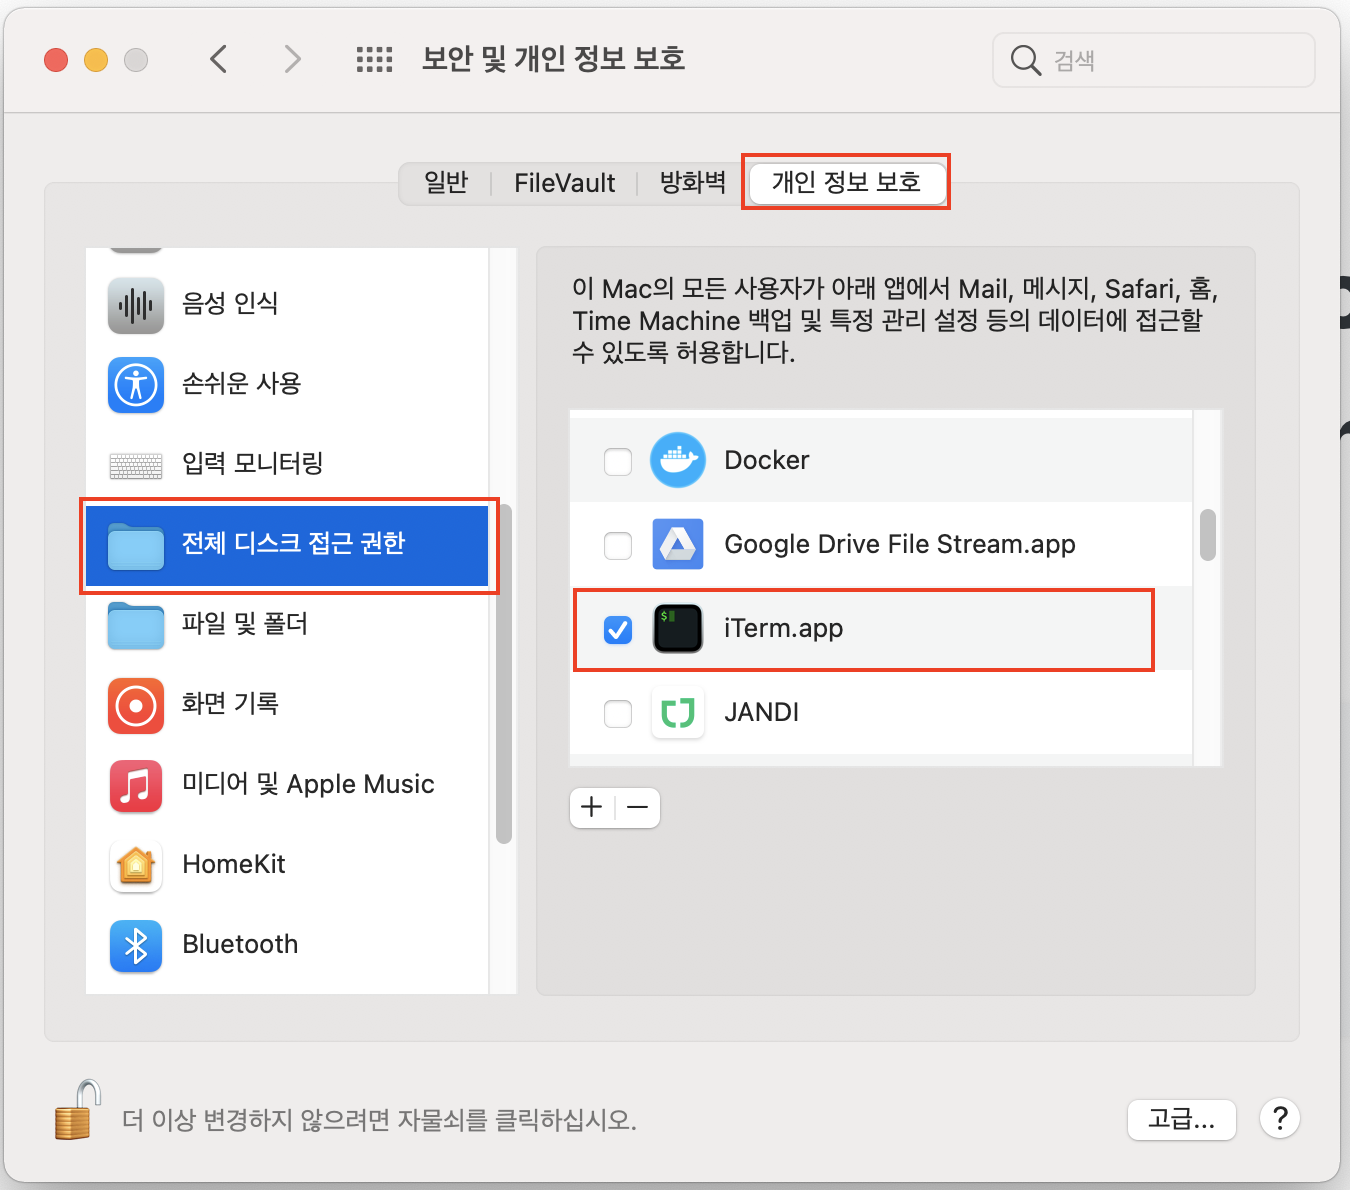 보안 및 개인 정보 보호
검색
일반
FileVault
방화벽
개인 정보 보호
음성 인식
손쉬운 사용
입력 모니터링
전체 디스크 접근 권한
파일 및 폴더
화면 기록
미디어 및 Apple Music
HomeKit
Bluetooth
이 Mac의 모든 사용자가 아래 앱에서 Mail, 메시지, Safari, 홈,
Time Machine 백업 및 특정 관리 설정 등의 데이터에 접근할
수 있도록 허용합니다.
Docker
Google Drive File Stream.app
$
iTerm.app
JANDI
더 이상 변경하지 않으려면 자물쇠를 클릭하십시오.
고급...
?